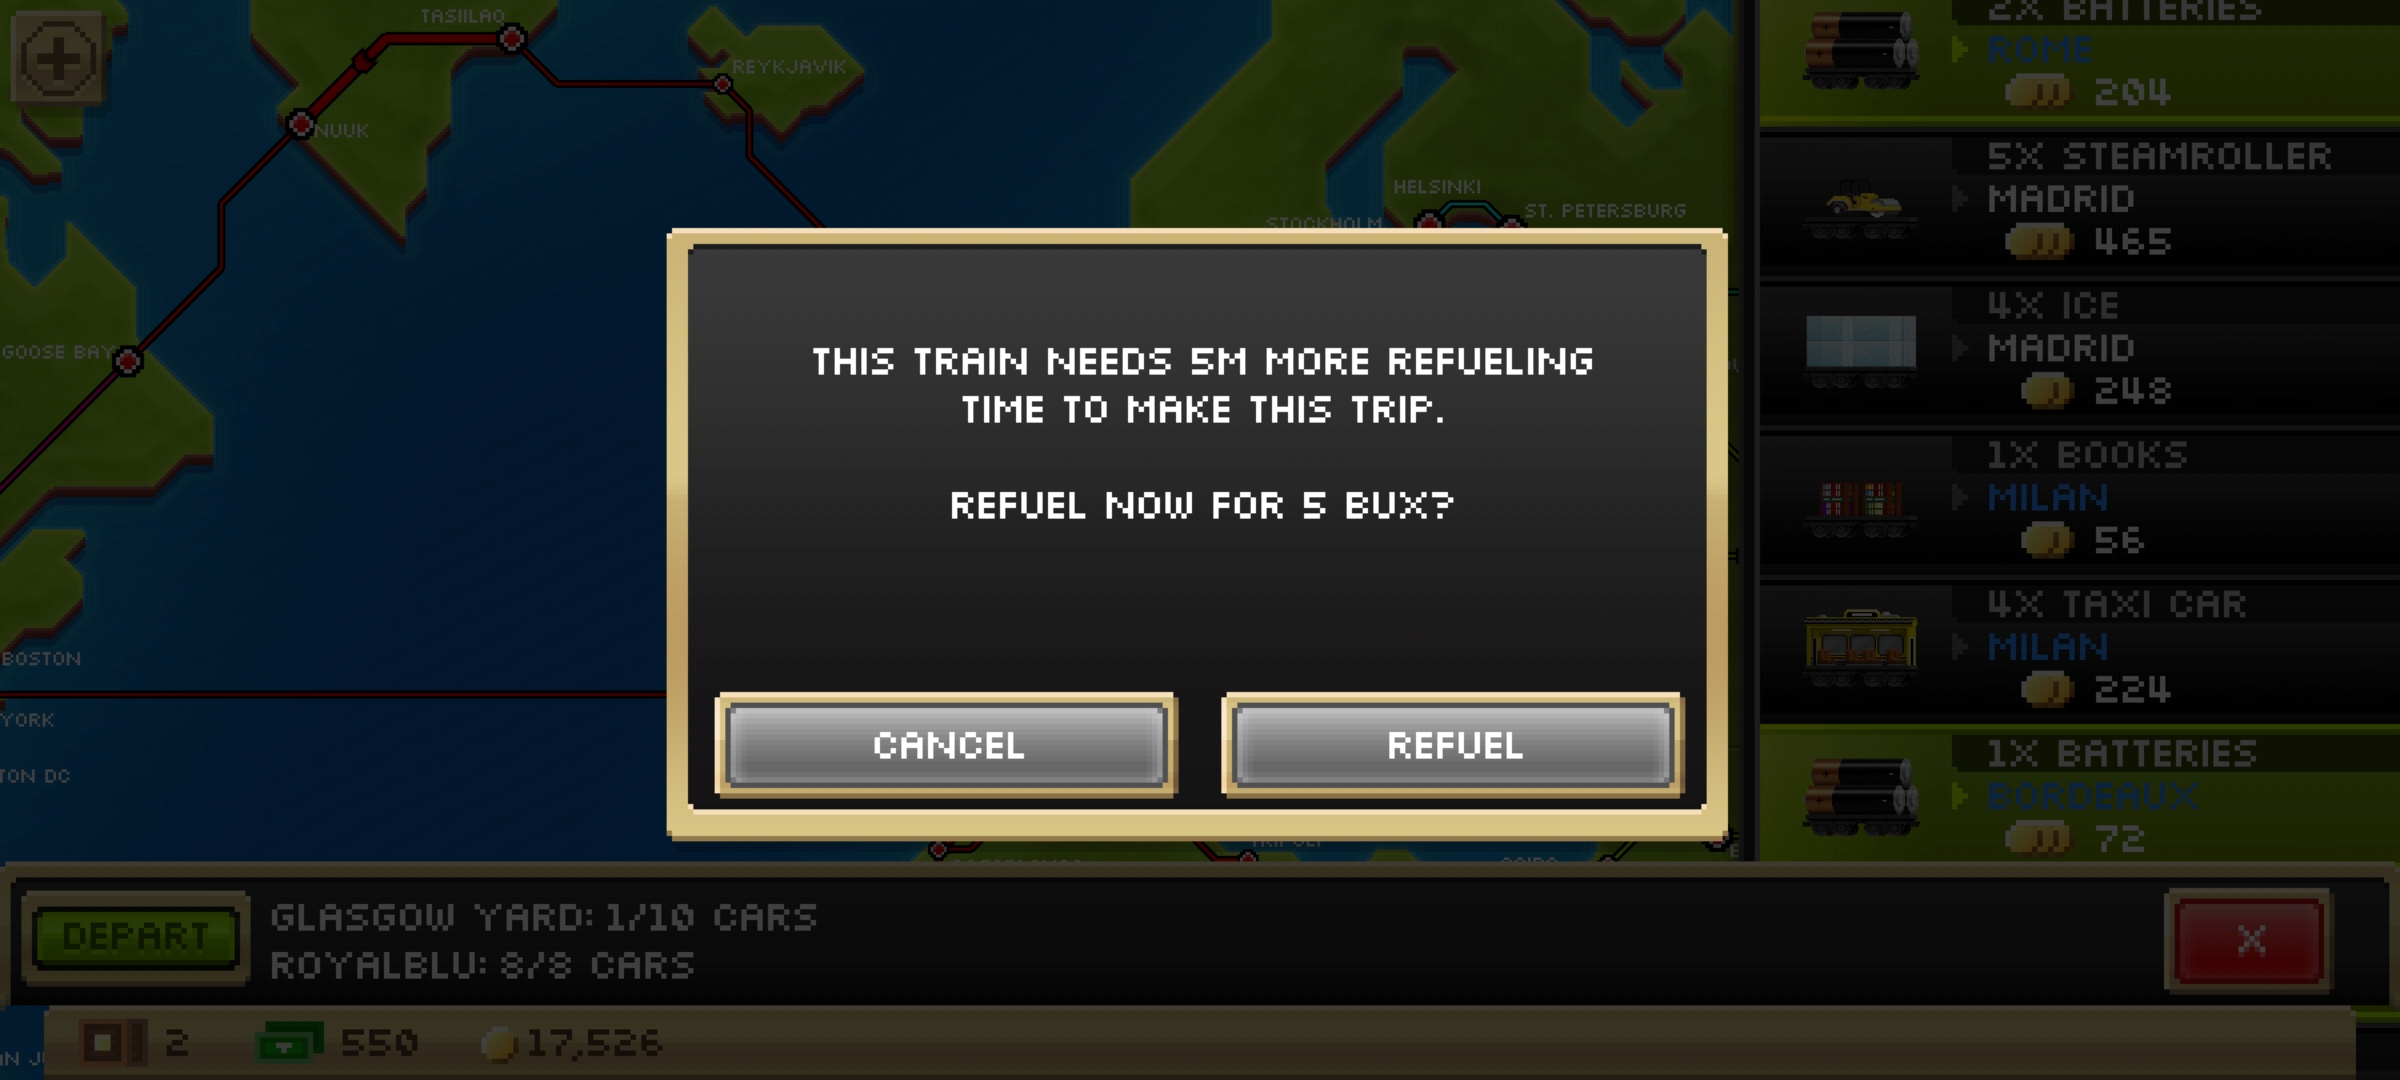 TASIILAQ
REYKJAVIK
NUUK
HELSINKI
STOCKHOLM
ST. PETERSBURG
GOOSE BAY
BOSTON
YORK
TON DC
2X BATTERIES
ROME
204
5X STEAMROLLER
MADRID
465
4X ICE
MADRID
248
1X BOOKS
MILAN
56
4X TAXI CAR
MILAN
224
1X BATTERIES
BORDEAUX
72
THIS TRAIN NEEDS 5M MORE REFUELING
TIME TO MAKE THIS TRIP.
REFUEL NOW FOR 5 BUX?
CANCEL
REFUEL
DEPART
GLASGOW YARD: 1/10 CARS
ROYALBLU: 8/8 CARS
X
2
550
17,526